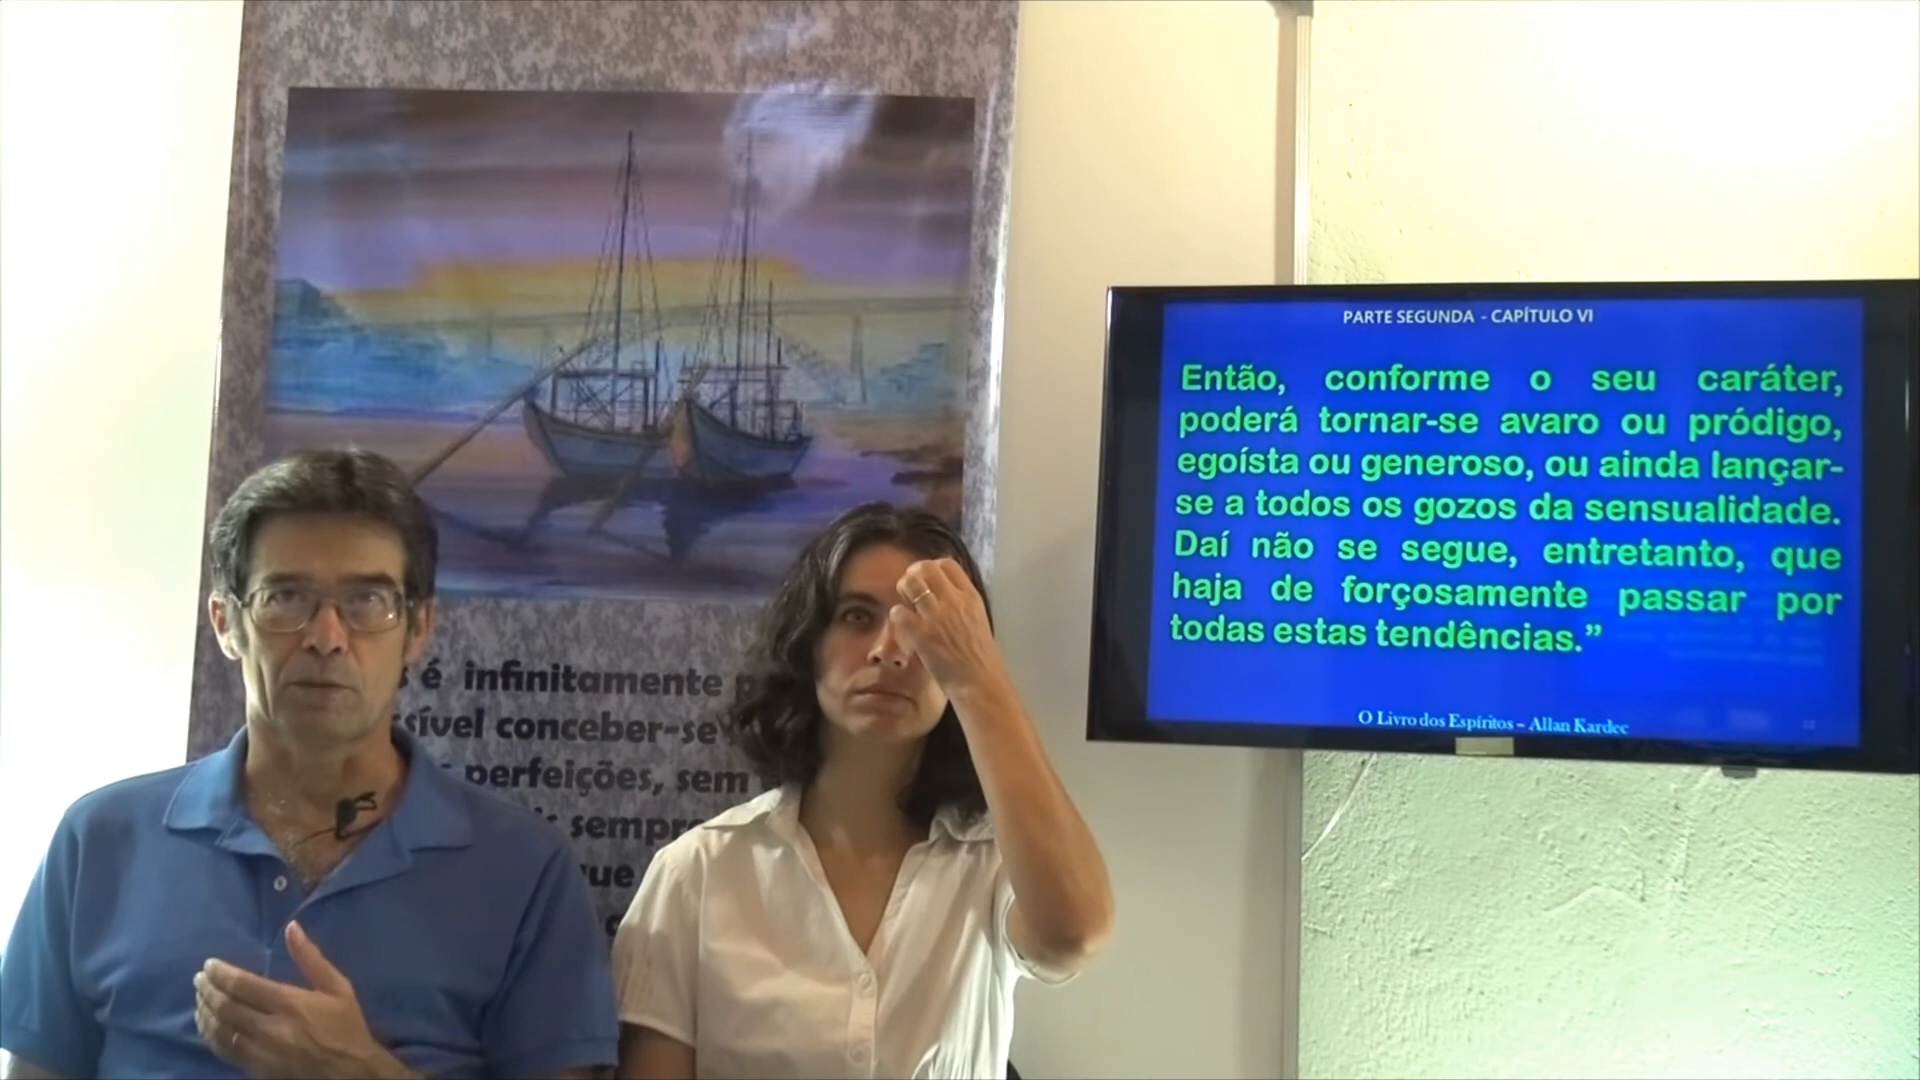 é infinitamente
sível conceber-se
perfeições, sem
sempre
que
PARTE SEGUNDA - CAPÍTULO VI
Então, conforme o seu caráter,
poderá tornar-se avaro ou pródigo,
egoísta ou generoso, ou ainda lançar-
se a todos os gozos da sensualidade.
Daí não se segue, entretanto, que
haja de forçosamente passar por
todas estas tendências.”
O Livro dos Espíritos – Allan Kardec